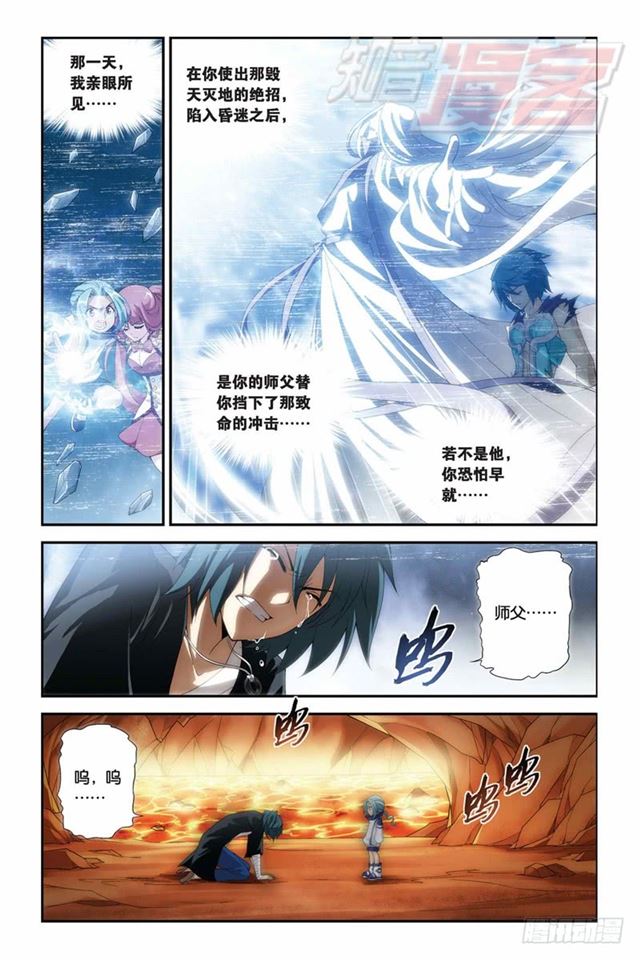 知音漫客
那一天，
我亲眼所
见……
在你使出那毁
天灭地的绝招，
陷入昏迷之后，
是你的师父替
你挡下了那致
命的冲击……
若不是他，
你恐怕早
就……
师父……
呜
呜
呜，呜
……
呜呜
腾讯动漫